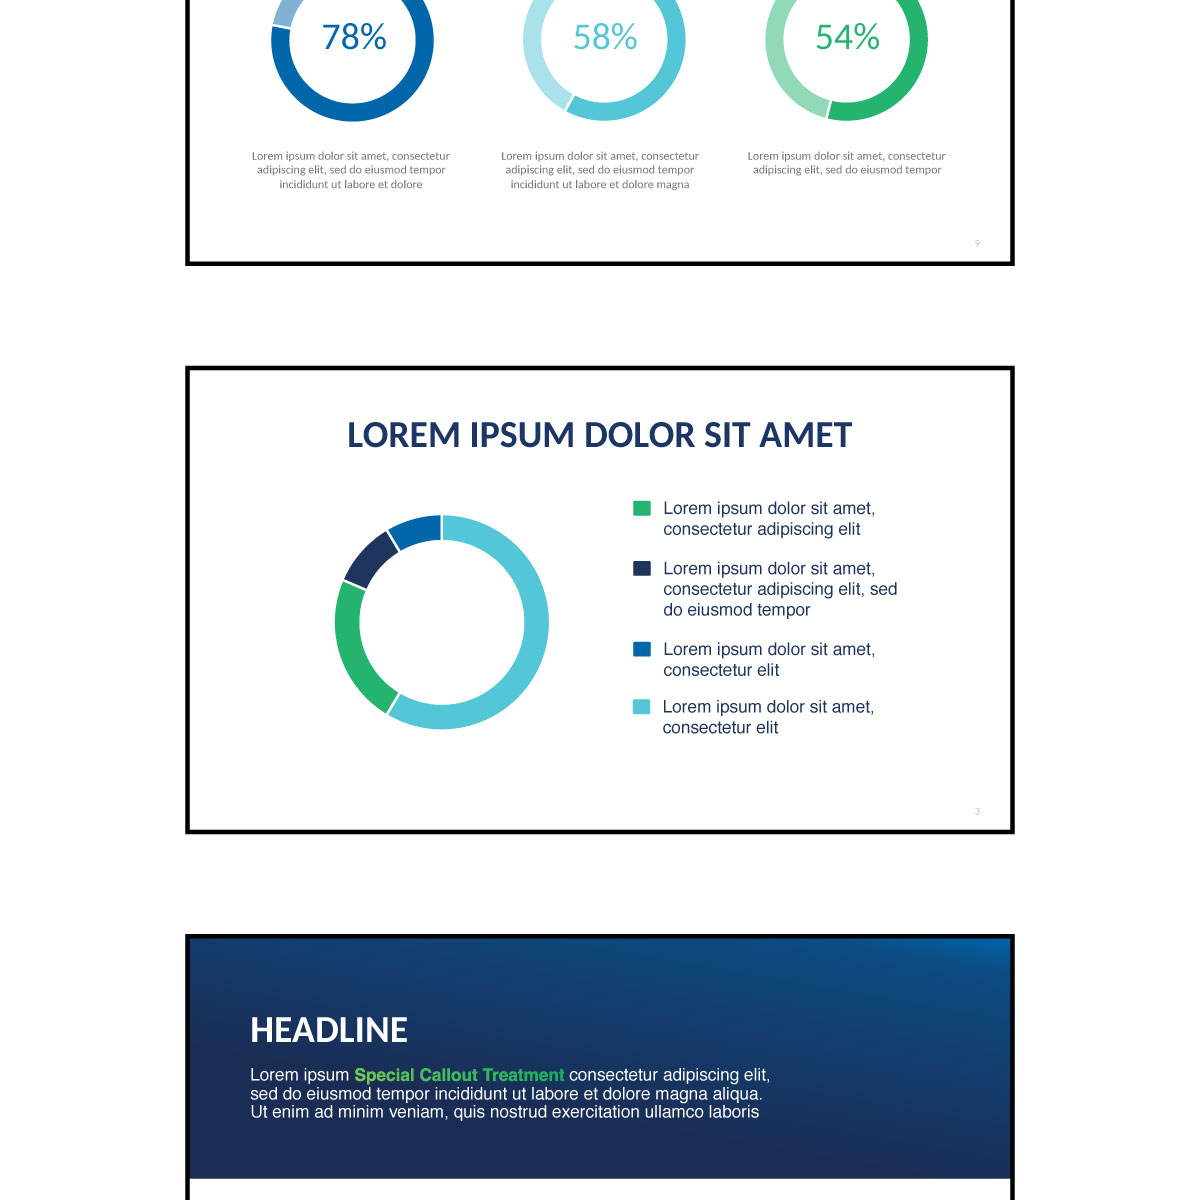 78%
58%
54%
Lorem ipsum dolor sit amet, consectetur
adipiscing elit, sed do eiusmod tempor
incididunt ut labore et dolore
Lorem ipsum dolor sit amet, consectetur
adipiscing elit, sed do eiusmod tempor
incididunt ut labore et dolore magna
Lorem ipsum dolor sit amet, consectetur
adipiscing elit, sed do eiusmod tempor
9
LOREM IPSUM DOLOR SIT AMET
Lorem ipsum dolor sit amet,
consectetur adipiscing elit
Lorem ipsum dolor sit amet,
consectetur adipiscing elit, sed
do eiusmod tempor
Lorem ipsum dolor sit amet,
consectetur elit
Lorem ipsum dolor sit amet,
consectetur elit
3
HEADLINE
Lorem ipsum Special Callout Treatment consectetur adipiscing elit,
sed do eiusmod tempor incididunt ut labore et dolore magna aliqua.
Ut enim ad minim veniam, quis nostrud exercitation ullamco laboris